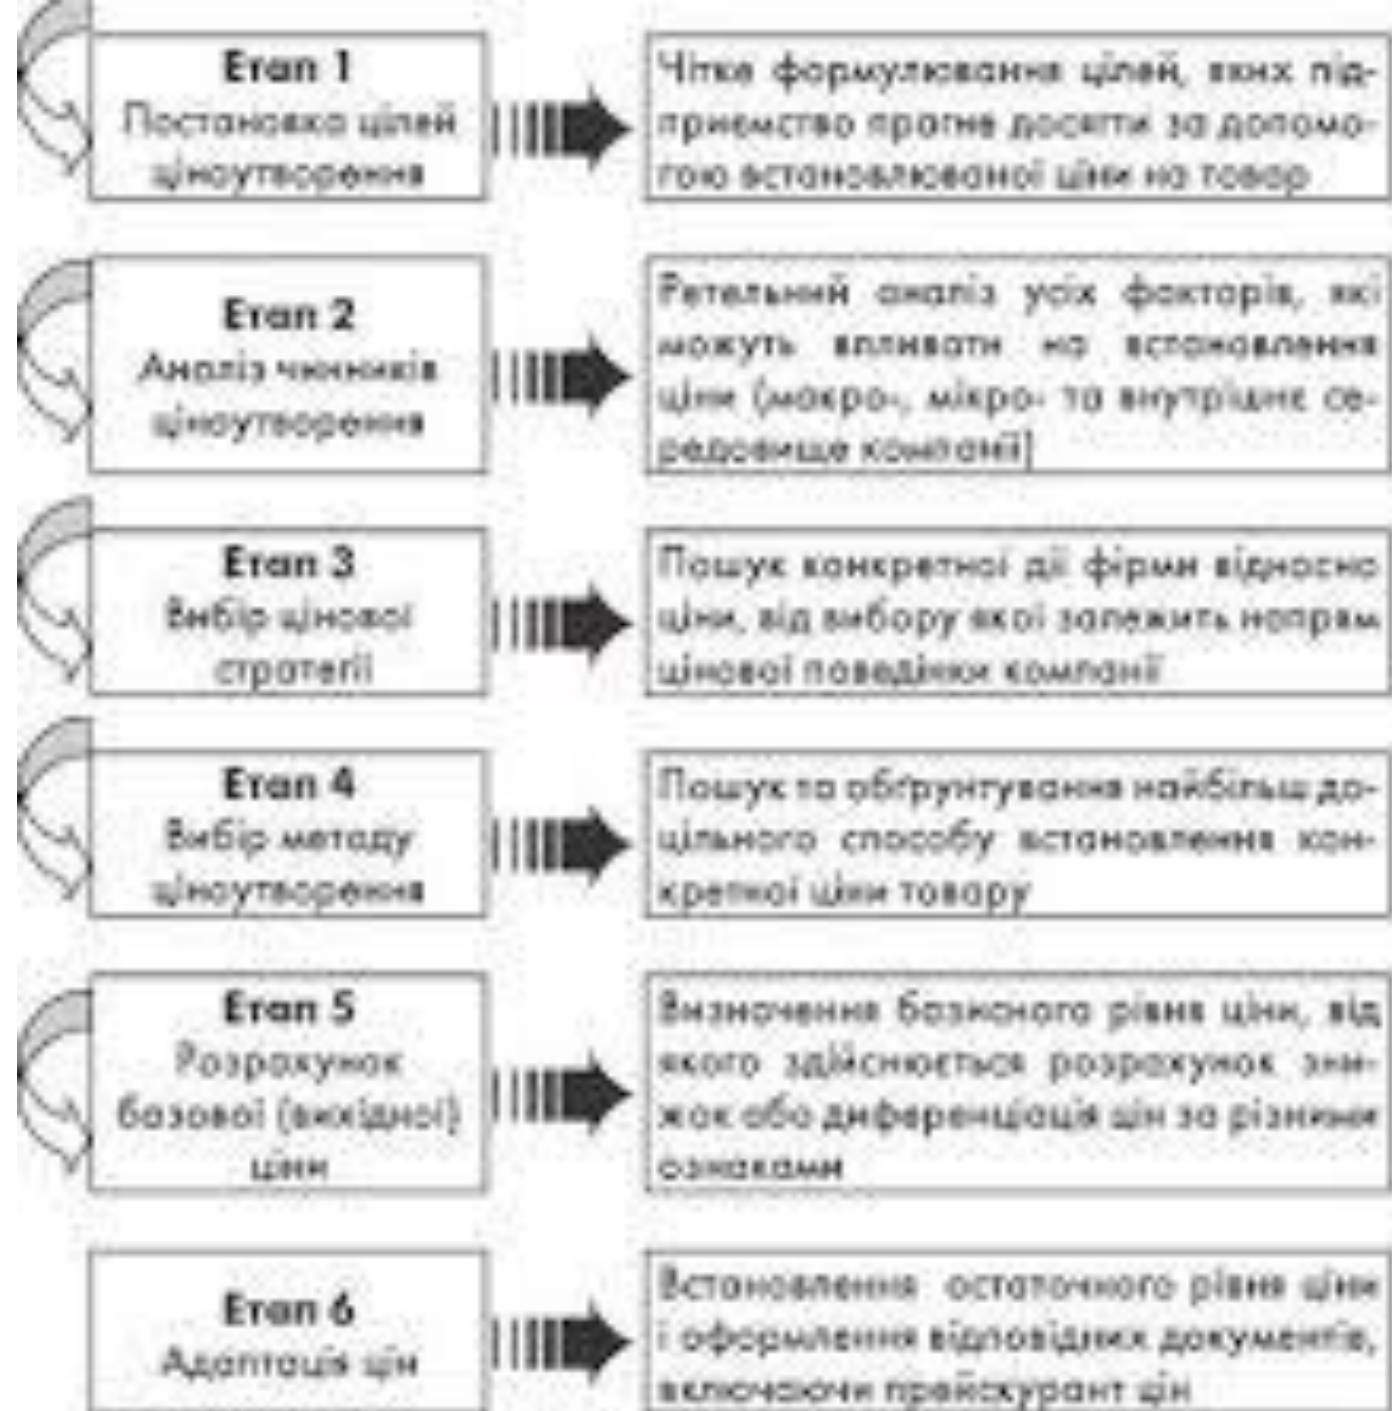 Етап 1
Постановка цілей
ціноутворення
Чітке формулювання цілей, яких під-
приємство прагне досягти за допомо-
гою встановлюваної ціни на товар
Етап 2
Аналіз чинників
ціноутворення
Ретельний аналіз усіх факторів, які
можуть впливати на встановлення
ціни (макро-, мікро- та внутрішнє се-
редовище компанії)
Етап 3
Вибір цінової
стратегії
Пошук конкретної дії фірми відносно
ціни, від вибору якої залежить напрям
цінової поведінки компанії
Етап 4
Вибір методу
ціноутворення
Пошук та обґрунтування найбільш до-
цільного способу встановлення кон-
кретної ціни товару
Етап 5
Розрахунок
базової (вихідної)
ціни
Визначення базисного рівня ціни, від
якого здійснюється розрахунок зни-
жок або диференціація цін за різними
ознаками
Етап 6
Адаптація цін
Встановлення остаточного рівня ціни
і оформлення відповідних документів,
включаючи прейскурант цін